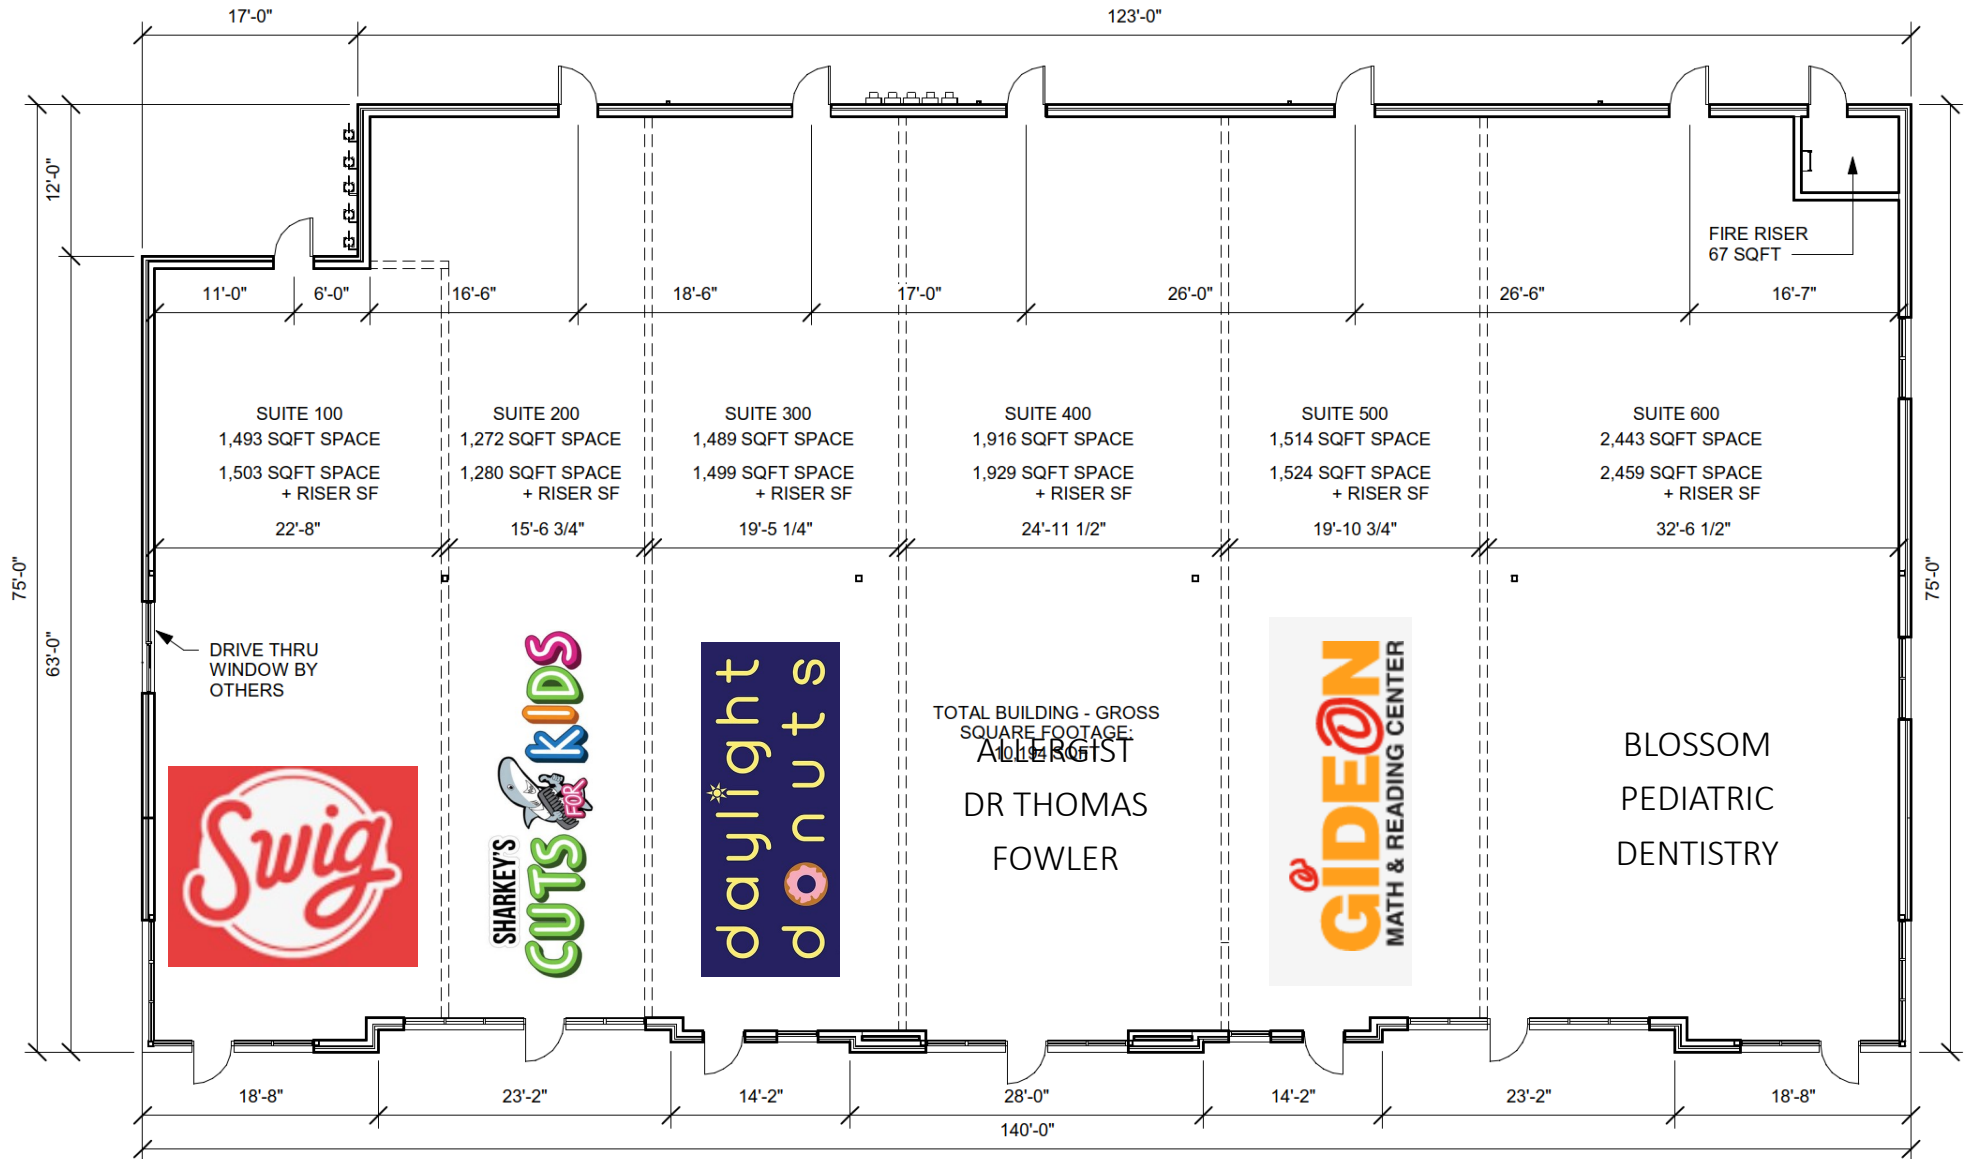 17'-0"
123'-0"
12'-0"
75'-0"
63'-0"
75'-0"
FIRE RISER
67 SQFT
11'-0"
6'-0"
16'-6"
18'-6"
17'-0"
26'-0"
26'-6"
16'-7"
SUITE 100
1,493 SQFT SPACE
1,503 SQFT SPACE
+ RISER SF
22'-8"
SUITE 200
1,272 SQFT SPACE
1,280 SQFT SPACE
+ RISER SF
15'-6 3/4"
SUITE 300
1,489 SQFT SPACE
1,499 SQFT SPACE
+ RISER SF
19'-5 1/4"
SUITE 400
1,916 SQFT SPACE
1,929 SQFT SPACE
+ RISER SF
24'-11 1/2"
SUITE 500
1,514 SQFT SPACE
1,524 SQFT SPACE
+ RISER SF
19'-10 3/4"
SUITE 600
2,443 SQFT SPACE
2,459 SQFT SPACE
+ RISER SF
32'-6 1/2"
DRIVE THRU
WINDOW BY
OTHERS
Swig
SHARKEY'S
CUTS FOR KIDS
daylight
donuts
TOTAL BUILDING - GROSS
SQUARE FOOTAGE:
10,194 SQFT
ALLERGIST
DR THOMAS
FOWLER
GIDE@N
MATH & READING CENTER
BLOSSOM
PEDIATRIC
DENTISTRY
18'-8"
23'-2"
14'-2"
28'-0"
14'-2"
23'-2"
18'-8"
140'-0"